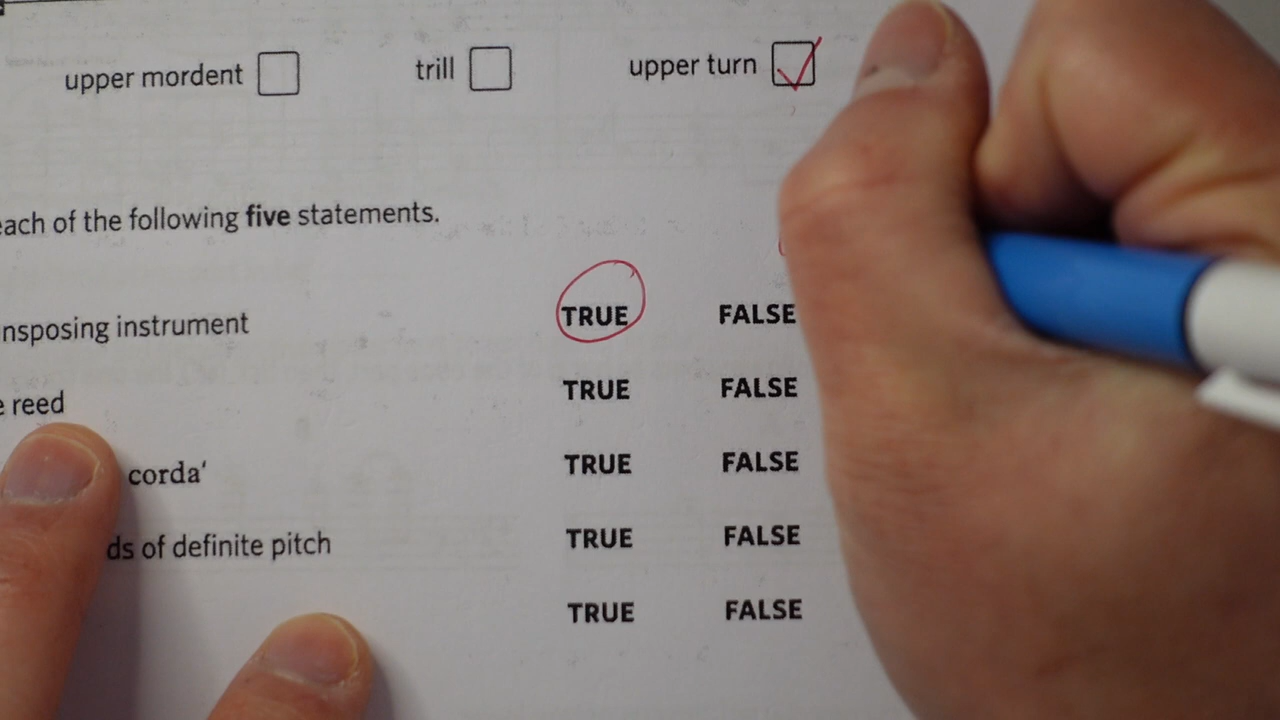 upper mordent trill upper turn
each of the following five statements.
nsposing instrument TRUE FALSE
e reed TRUE FALSE
corda' TRUE FALSE
ds of definite pitch TRUE FALSE
TRUE FALSE